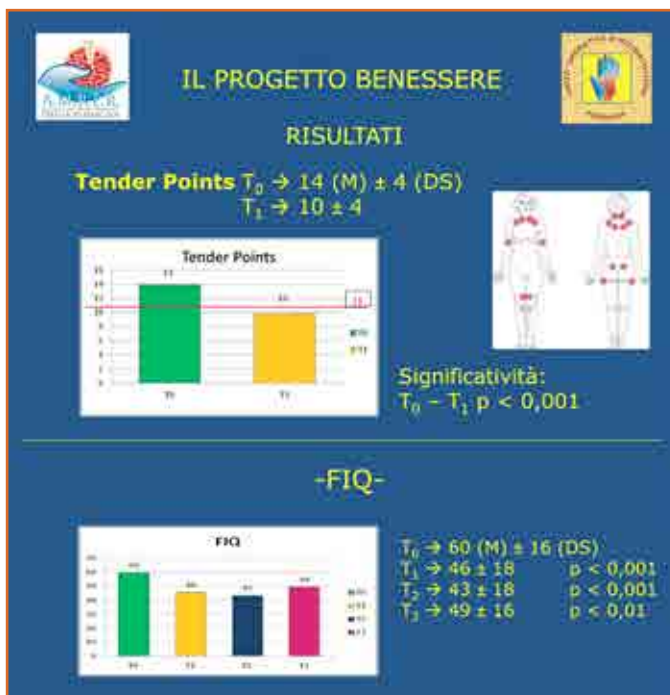 IL PROGETTO BENESSERE
RISULTATI
Tender Points T₀ → 14 (M) ± 4 (DS)
T₁ → 10 ± 4
Tender Points
Significatività:
T₀ – T₁ p < 0,001
-FIQ-
FIQ
T₀ → 60 (M) ± 16 (DS)
T₁ → 46 ± 18 p < 0,001
T₂ → 43 ± 18 p < 0,001
T₃ → 49 ± 16 p < 0,01